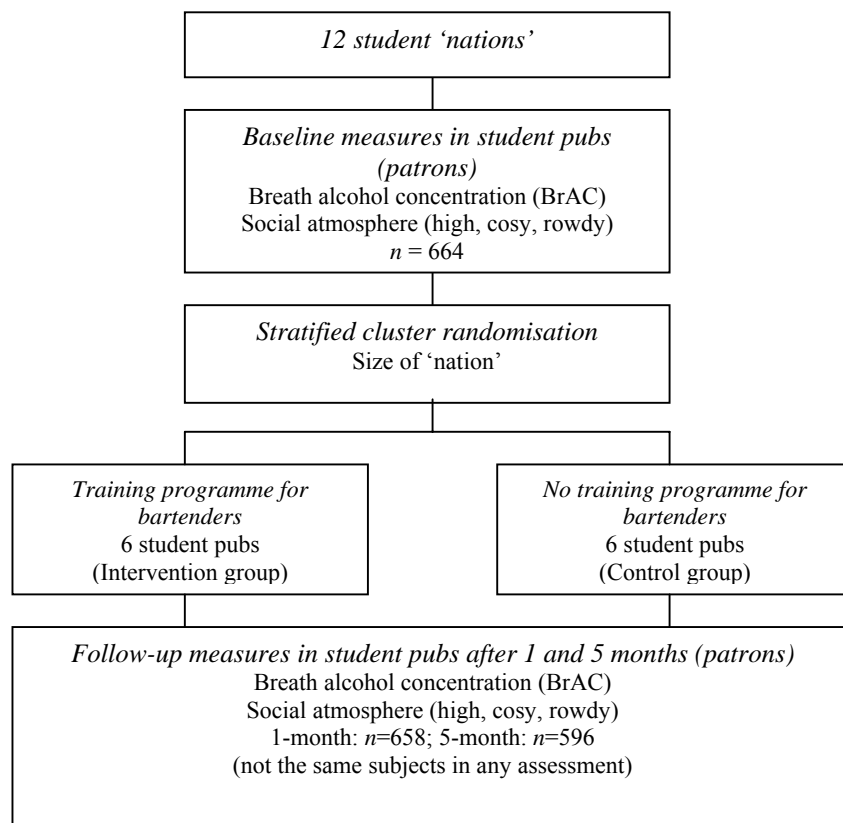 12 student ‘nations’
Baseline measures in student pubs
(patrons)
Breath alcohol concentration (BrAC)
Social atmosphere (high, cosy, rowdy)
n = 664
Stratified cluster randomisation
Size of ‘nation’
Training programme for
bartenders
6 student pubs
(Intervention group)
No training programme for
bartenders
6 student pubs
(Control group)
Follow-up measures in student pubs after 1 and 5 months (patrons)
Breath alcohol concentration (BrAC)
Social atmosphere (high, cosy, rowdy)
1-month: n=658; 5-month: n=596
(not the same subjects in any assessment)